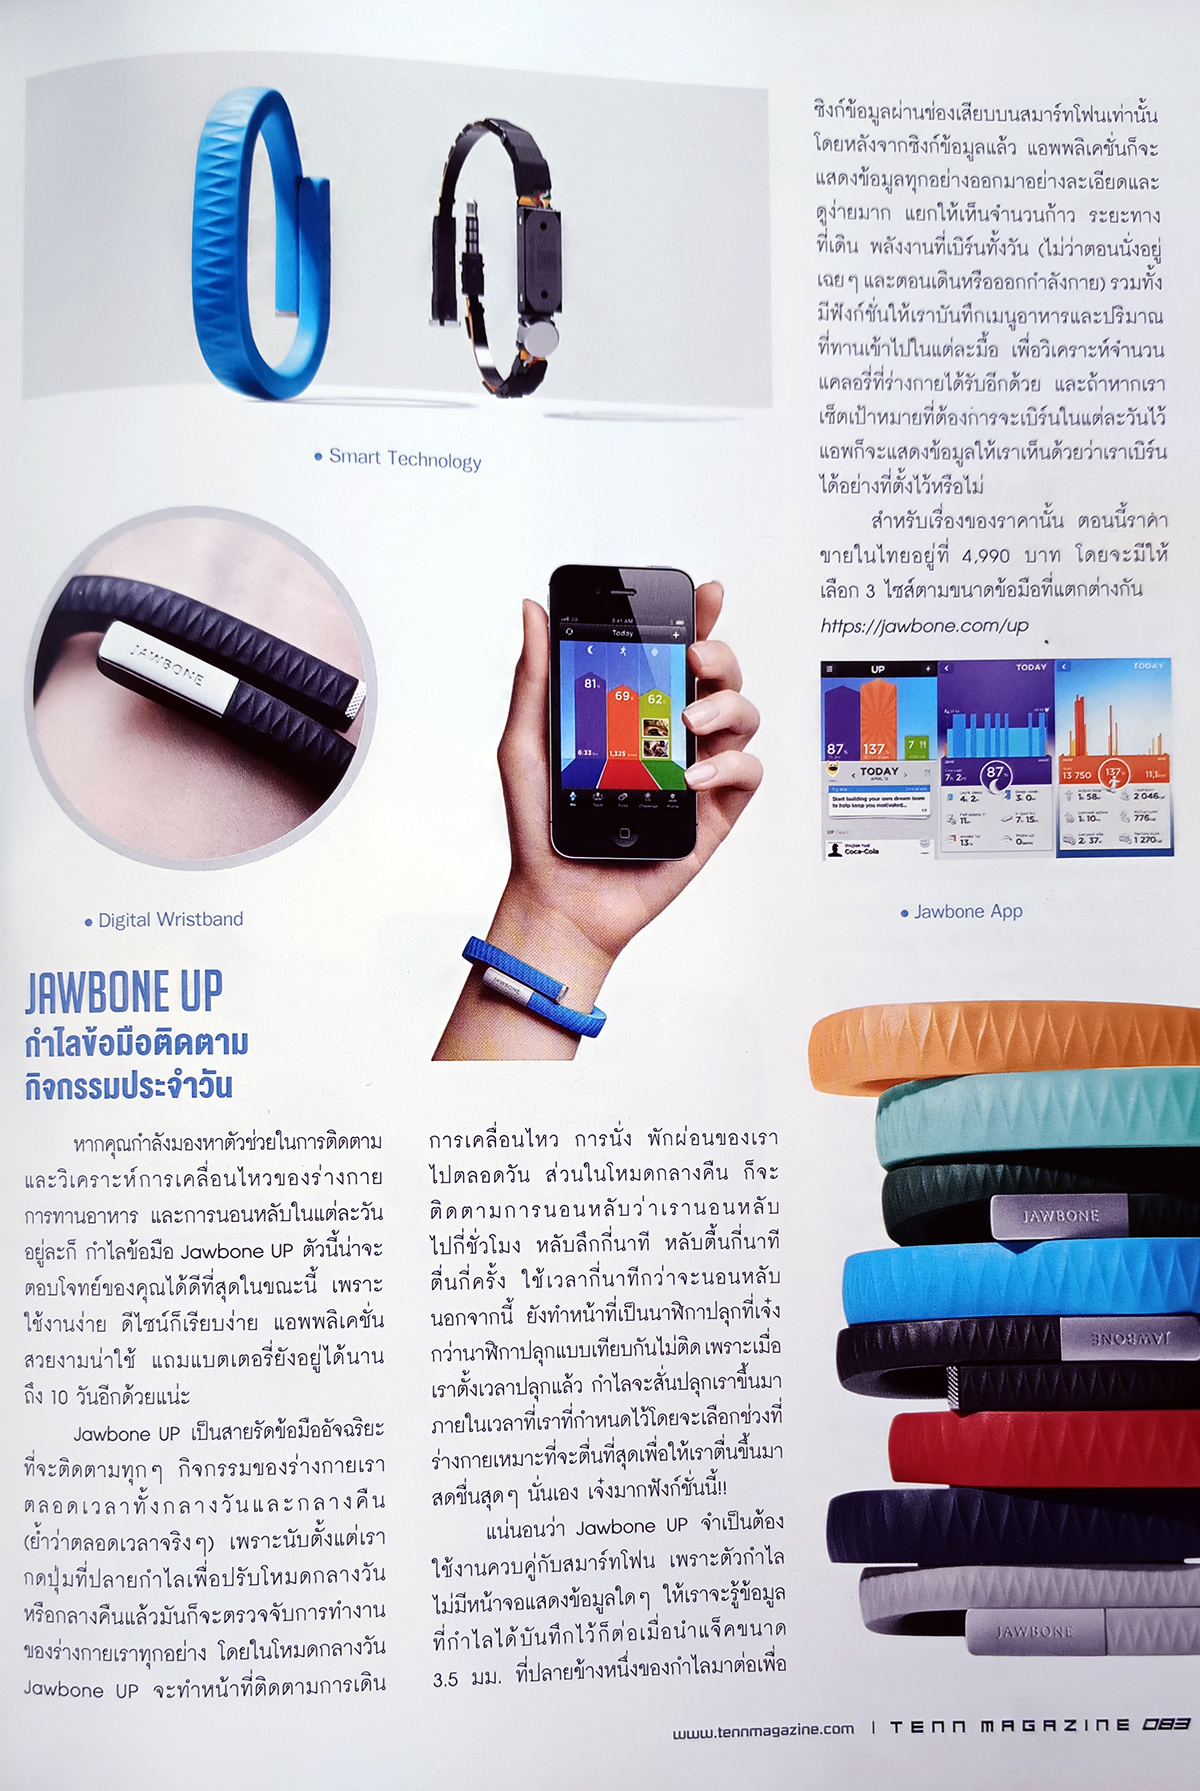 • Smart Technology
JAWBONE
• Digital Wristband
Today
81
69
62
JAWBONE
JAWBONE UP
กำไลข้อมือติดตาม
กิจกรรมประจำวัน
หากคุณกำลังมองหาตัวช่วยในการติดตาม
และวิเคราะห์การเคลื่อนไหวของร่างกาย
การทานอาหาร และการนอนหลับในแต่ละวัน
อยู่ละก็ กำไลข้อมือ Jawbone UP ตัวนี้น่าจะ
ตอบโจทย์ของคุณได้ดีที่สุดในขณะนี้ เพราะ
ใช้งานง่าย ดีไซน์ก็เรียบง่าย แอพพลิเคชั่น
สวยงามน่าใช้ แถมแบตเตอรี่ยังอยู่ได้นาน
ถึง 10 วันอีกด้วยแน่ะ
Jawbone UP เป็นสายรัดข้อมืออัจฉริยะ
ที่จะติดตามทุกๆ กิจกรรมของร่างกายเรา
ตลอดเวลาทั้งกลางวันและกลางคืน
(ย้ำว่าตลอดเวลาจริงๆ) เพราะนับตั้งแต่เรา
กดปุ่มที่ปลายกำไลเพื่อปรับโหมดกลางวัน
หรือกลางคืนแล้วมันก็จะตรวจจับการทำงาน
ของร่างกายเราทุกอย่าง โดยในโหมดกลางวัน
Jawbone UP จะทำหน้าที่ติดตามการเดิน
การเคลื่อนไหว การนั่ง พักผ่อนของเรา
ไปตลอดวัน ส่วนในโหมดกลางคืน ก็จะ
ติดตามการนอนหลับว่าเรานอนหลับ
ไปกี่ชั่วโมง หลับลึกกี่นาที หลับตื้นกี่นาที
ตื่นกี่ครั้ง ใช้เวลากี่นาทีกว่าจะนอนหลับ
นอกจากนี้ ยังทำหน้าที่เป็นนาฬิกาปลุกที่เจ๋ง
กว่านาฬิกาปลุกแบบเทียบกันไม่ติด เพราะเมื่อ
เราตั้งเวลาปลุกแล้ว กำไลจะสั่นปลุกเราขึ้นมา
ภายในเวลาที่เราที่กำหนดไว้โดยจะเลือกช่วงที่
ร่างกายเหมาะที่จะตื่นที่สุดเพื่อให้เราตื่นขึ้นมา
สดชื่นสุดๆ นั่นเอง เจ๋งมากฟังก์ชั่นนี้!!
แน่นอนว่า Jawbone UP จำเป็นต้อง
ใช้งานควบคู่กับสมาร์ทโฟน เพราะตัวกำไล
ไม่มีหน้าจอแสดงข้อมูลใดๆ ให้เราจะรู้ข้อมูล
ที่กำไลได้บันทึกไว้ก็ต่อเมื่อนำแจ็คขนาด
3.5 มม. ที่ปลายข้างหนึ่งของกำไลมาต่อเพื่อ
ซิงก์ข้อมูลผ่านช่องเสียบบนสมาร์ทโฟนเท่านั้น
โดยหลังจากซิงก์ข้อมูลแล้ว แอพพลิเคชั่นก็จะ
แสดงข้อมูลทุกอย่างออกมาอย่างละเอียดและ
ดูง่ายมาก แยกให้เห็นจำนวนก้าว ระยะทาง
ที่เดิน พลังงานที่เบิร์นทั้งวัน (ไม่ว่าตอนนั่งอยู่
เฉยๆ และตอนเดินหรือออกกำลังกาย) รวมทั้ง
มีฟังก์ชั่นให้เราบันทึกเมนูอาหารและปริมาณ
ที่ทานเข้าไปในแต่ละมื้อ เพื่อวิเคราะห์จำนวน
แคลอรี่ที่ร่างกายได้รับอีกด้วย และถ้าหากเรา
เซ็ตเป้าหมายที่ต้องการจะเบิร์นในแต่ละวันไว้
แอพก็จะแสดงข้อมูลให้เราเห็นด้วยว่าเราเบิร์น
ได้อย่างที่ตั้งไว้หรือไม่
สำหรับเรื่องของราคานั้น ตอนนี้ราคา
ขายในไทยอยู่ที่ 4,990 บาท โดยจะมีให้
เลือก 3 ไซส์ตามขนาดข้อมือที่แตกต่างกัน
https://jawbone.com/up
UP
87
137
7
TODAY
Start building your own dream team
to help keep you motivated...
Coca-Cola
TODAY
7h 2m
87
TODAY
13 750
137
11,1
2 046
776
1 270
• Jawbone App
JAWBONE
JAWBONE
JAWBONE
www.tennmagazine.com | TENN MAGAZINE 083